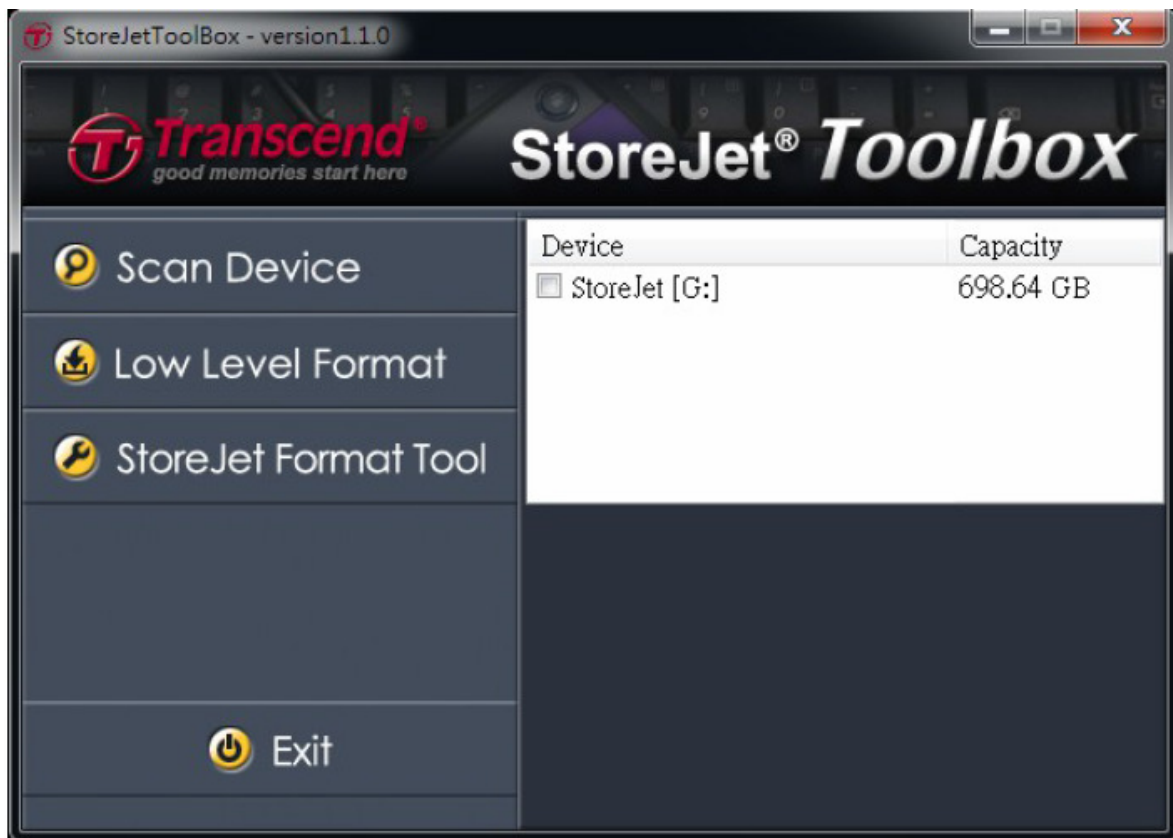 StoreJetToolBox - version1.1.0
Transcend®
good memories start here
StoreJet® Toolbox
Scan Device
Low Level Format
StoreJet Format Tool
Exit
Device Capacity
StoreJet [G:] 698.64 GB